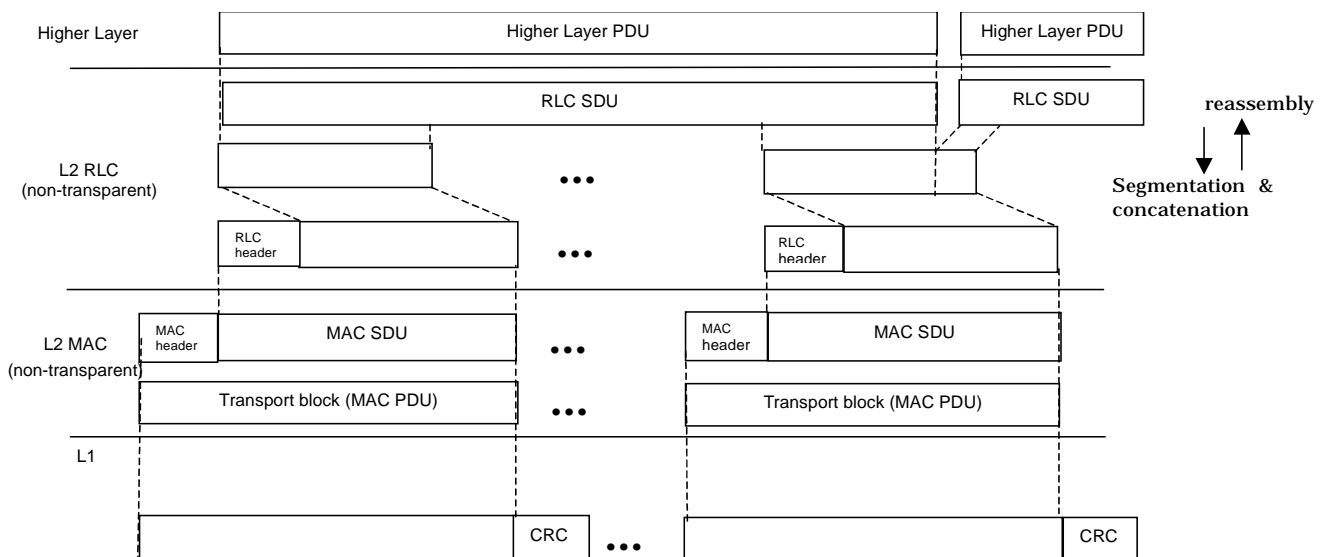 Higher Layer
Higher Layer PDU
Higher Layer PDU
RLC SDU
RLC SDU
reassembly
L2 RLC
(non-transparent)
•••
Segmentation &
concatenation
RLC
header
•••
RLC
header
L2 MAC
(non-transparent)
MAC
header
MAC SDU
•••
MAC
header
MAC SDU
Transport block (MAC PDU)
•••
Transport block (MAC PDU)
L1
CRC
•••
CRC